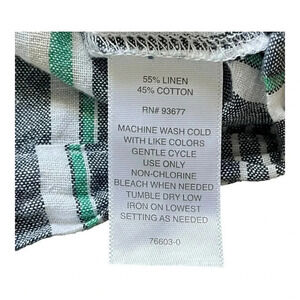 55% LINEN
45% COTTON
RN# 93677
MACHINE WASH COLD
WITH LIKE COLORS
GENTLE CYCLE
USE ONLY
NON-CHLORINE
BLEACH WHEN NEEDED
TUMBLE DRY LOW
IRON ON LOWEST
SETTING AS NEEDED
76603-0